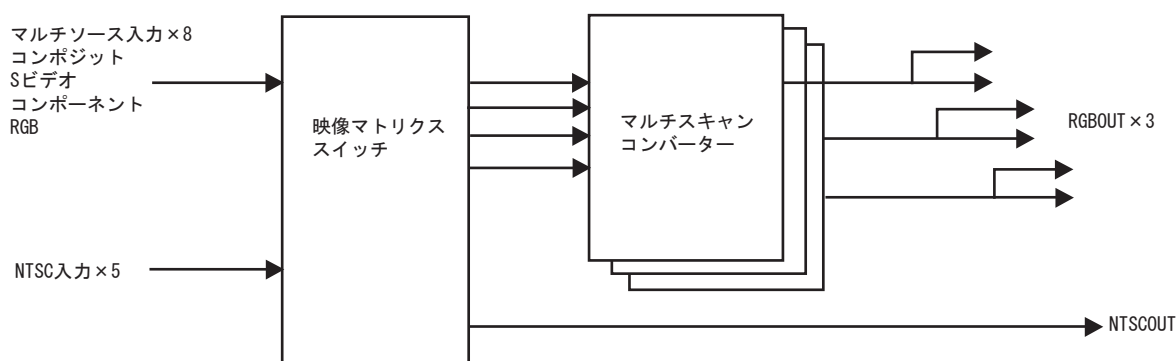 マルチソース入力×8
コンポジット
Sビデオ
コンポーネント
RGB
映像マトリクス
スイッチ
マルチスキャン
コンバーター
RGBOUT×3
NTSC入力×5
NTSCOUT